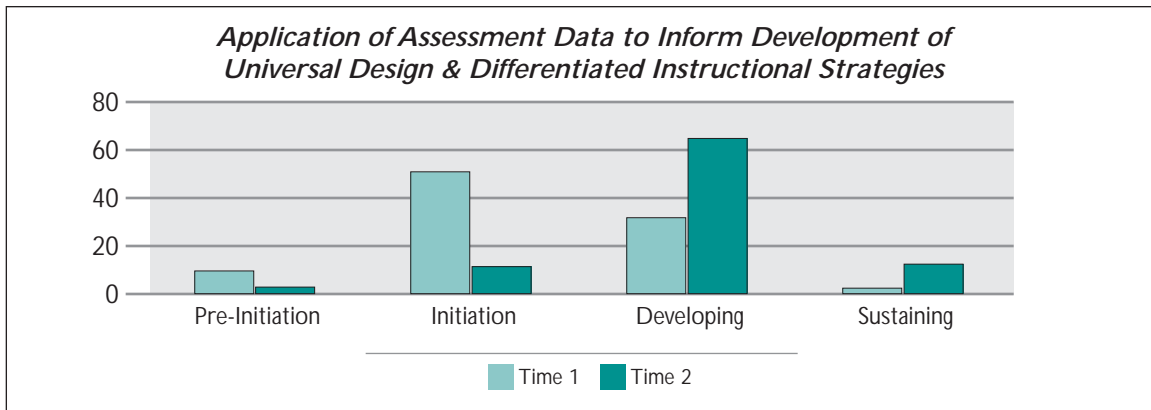 Application of Assessment Data to Inform Development of
Universal Design & Differentiated Instructional Strategies
80
60
40
20
0
Pre-Initiation Initiation Developing Sustaining
Time 1 Time 2